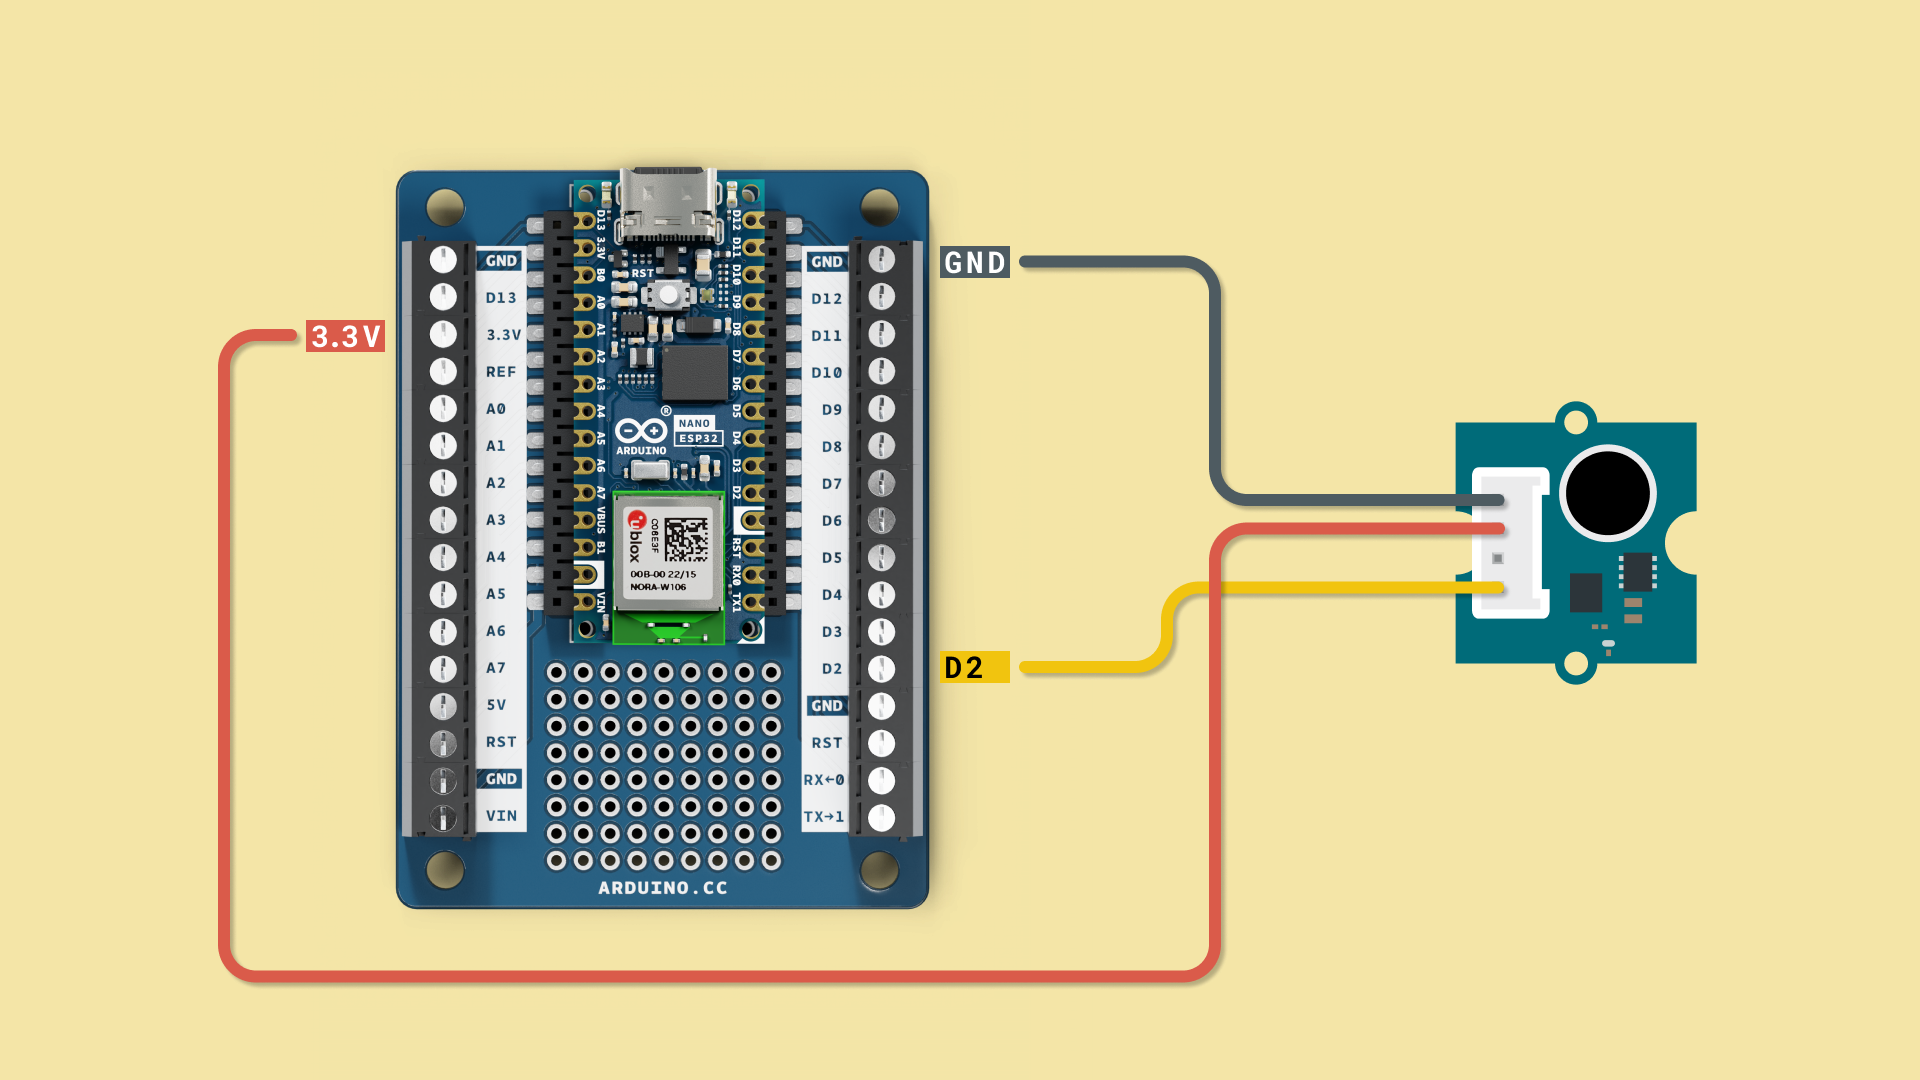 GND
D13
3.3V
REF
A0
A1
A2
A3
A4
A5
A6
A7
5V
RST
GND
VIN
3.3V
D13
3.3V
B0
A0
A1
A2
A3
A4
A5
A6
A7
VBUS
B1
VIN
RST
®
NANO
ESP32
ARDUINO
ublox
C06E3F
00B-00 22/15
NORA-W106
D12
D11
D10
D9
D8
D7
D6
D5
D4
D3
D2
RST
RX0
TX1
GND
D12
D11
D10
D9
D8
D7
D6
D5
D4
D3
D2
GND
RST
RX←0
TX→1
ARDUINO.CC
GND
D2